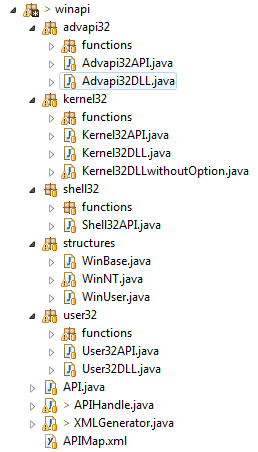 > winapi
advapi32
functions
Advapi32API.java
Advapi32DLL.java
kernel32
functions
Kernel32API.java
Kernel32DLL.java
Kernel32DLLwithoutOption.java
shell32
functions
Shell32API.java
structures
WinBase.java
WinNT.java
WinUser.java
user32
functions
User32API.java
User32DLL.java
API.java
> APIHandle.java
> XMLGenerator.java
APIMap.xml